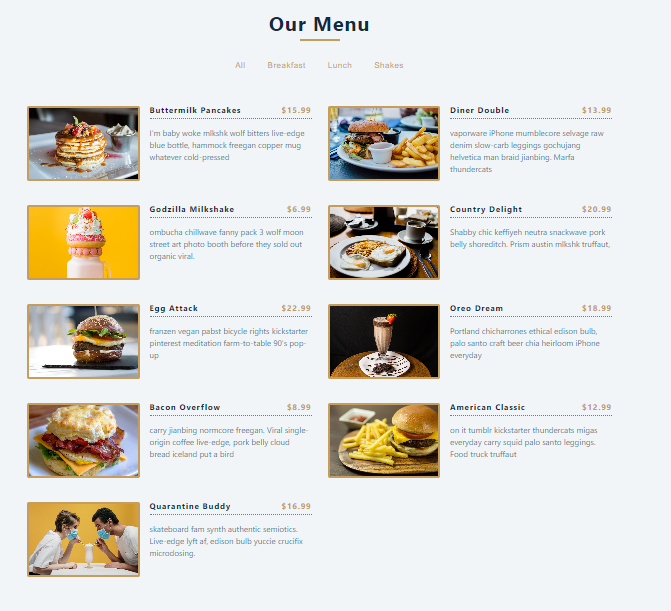 Our Menu
All Breakfast Lunch Shakes
Buttermilk Pancakes $15.99
i'm baby woke mlkshk wolf bitters live-edge
blue bottle, hammock freegan copper mug
whatever cold-pressed
Diner Double $13.99
vaporware iPhone mumblecore selvage raw
denim slow-carb leggings gochujang
helvetica man braid jianbing. Marfa
thundercats
Godzilla Milkshake $6.99
ombucha chillwave fanny pack 3 wolf moon
street art photo booth before they sold out
organic viral.
Country Delight $20.99
Shabby chic keffiyeh neutra snackwave pork
belly shoreditch. Prism austin mlkshk truffaut,
Egg Attack $22.99
franzen vegan pabst bicycle rights kickstarter
pinterest meditation farm-to-table 90's pop-
up
Oreo Dream $18.99
Portland chicharrones ethical edison bulb,
palo santo craft beer chia heirloom iPhone
everyday
Bacon Overflow $8.99
carry jianbing normcore freegan. Viral single-
origin coffee live-edge, pork belly cloud
bread iceland put a bird
American Classic $12.99
on it tumblr kickstarter thundercats migas
everyday carry squid palo santo leggings.
Food truck truffaut
Quarantine Buddy $16.99
skateboard fam synth authentic semiotics.
Live-edge lyft af, edison bulb yuccie crucifix
microdosing.